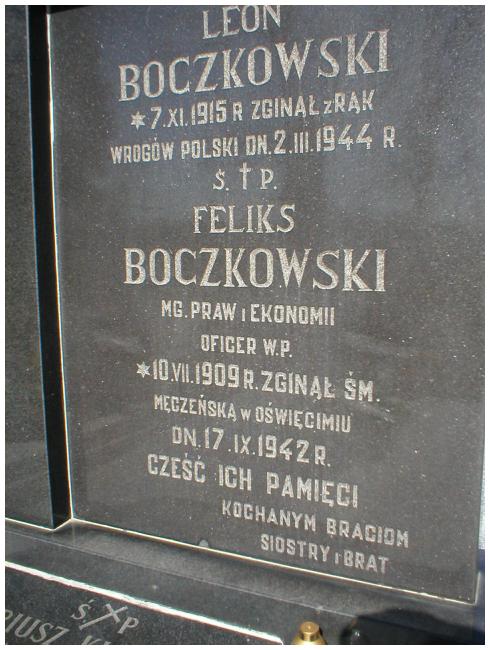 LEON
BOCZKOWSKI
*7.XI.1915 R ZGINĄŁ z RĄK
WROGÓW POLSKI DN.2.III.1944 R.
Ś. † P.
FELIKS
BOCZKOWSKI
MG. PRAW i EKONOMII
OFICER W.P.
*10.VII.1909 R. ZGINĄŁ ŚM.
MĘCZEŃSKĄ W OŚWIĘCIMIU
DN. 17.IX.1942 R.
CZEŚĆ ICH PAMIĘCI
KOCHANYM BRACIOM
SIOSTRY i BRAT
Ś † P